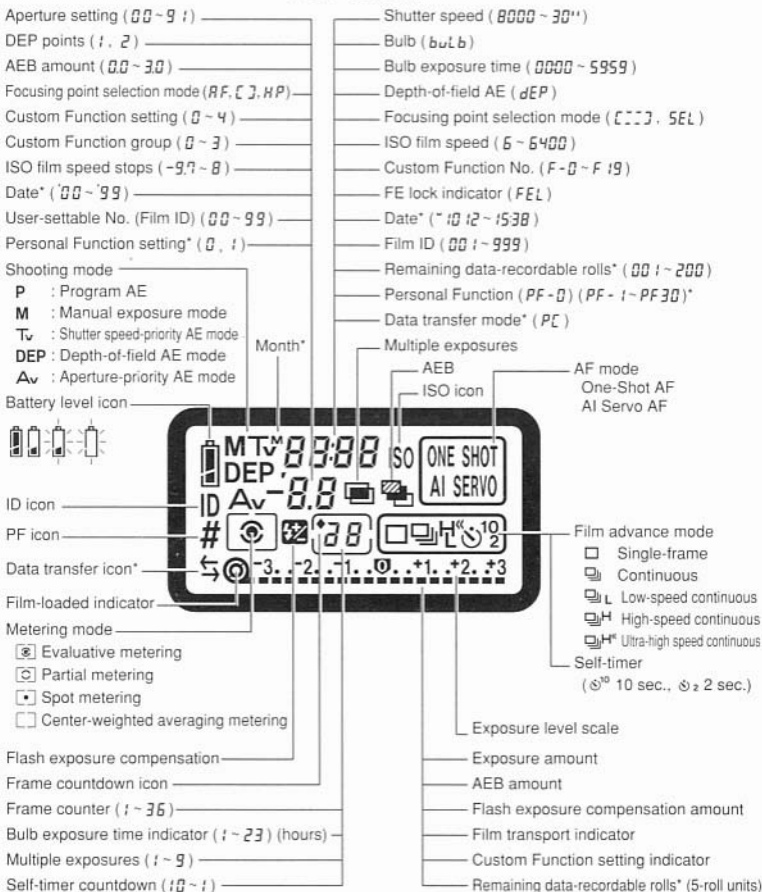 Aperture setting (00~91)
DEP points (1, 2)
AEB amount (0.0~3.0)
Focusing point selection mode (AF, [ ], HP)
Custom Function setting (0~4)
Custom Function group (0~3)
ISO film speed stops (-9.9~8)
Date* ('00~'99)
User-settable No. (Film ID) (00~99)
Personal Function setting* (0, 1)
Shooting mode
P : Program AE
M : Manual exposure mode
Tv : Shutter speed-priority AE mode
DEP : Depth-of-field AE mode
Av : Aperture-priority AE mode
Battery level icon
Month*
ID icon
PF icon
Data transfer icon*
Film-loaded indicator
Metering mode
Evaluative metering
Partial metering
Spot metering
Center-weighted averaging metering
Flash exposure compensation
Frame countdown icon
Frame counter (1~36)
Bulb exposure time indicator (1~23) (hours)
Multiple exposures (1~9)
Self-timer countdown (10~1)
Shutter speed (8000~30'')
Bulb (buLb)
Bulb exposure time (0000~5959)
Depth-of-field AE (dEP)
Focusing point selection mode ([---], SEL)
ISO film speed (6~6400)
Custom Function No. (F-0~F19)
FE lock indicator (FEL)
Date* (-1012~1538)
Film ID (001~999)
Remaining data-recordable rolls* (001~200)
Personal Function (PF-0) (PF-1~PF30)*
Data transfer mode* (PC)
Multiple exposures
AEB
ISO icon
AF mode
One-Shot AF
AI Servo AF
M Tv M 88:88 ISO ONE SHOT
DEP AI SERVO
ID Av -8.8
# 88 H L 10 2
-3..-2..-1..0..+1..+2.+3
Film advance mode
Single-frame
Continuous
L Low-speed continuous
H High-speed continuous
H Ultra-high speed continuous
Self-timer
(10 10 sec., 2 2 sec.)
Exposure level scale
Exposure amount
AEB amount
Flash exposure compensation amount
Film transport indicator
Custom Function setting indicator
Remaining data-recordable rolls* (5-roll units)